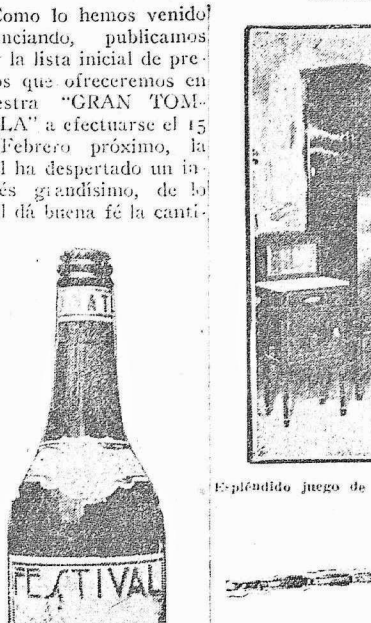 Como lo hemos venido
nciando, publicamos
la lista inicial de pre-
os que ofreceremos en
estra "GRAN TOM-
LA" a efectuarse el 15
Febrero próximo, la
l ha despertado un in-
és grandísimo, de lo
l dá buena fé la canti-
NAT
FESTIVAL
Espléndido juego de